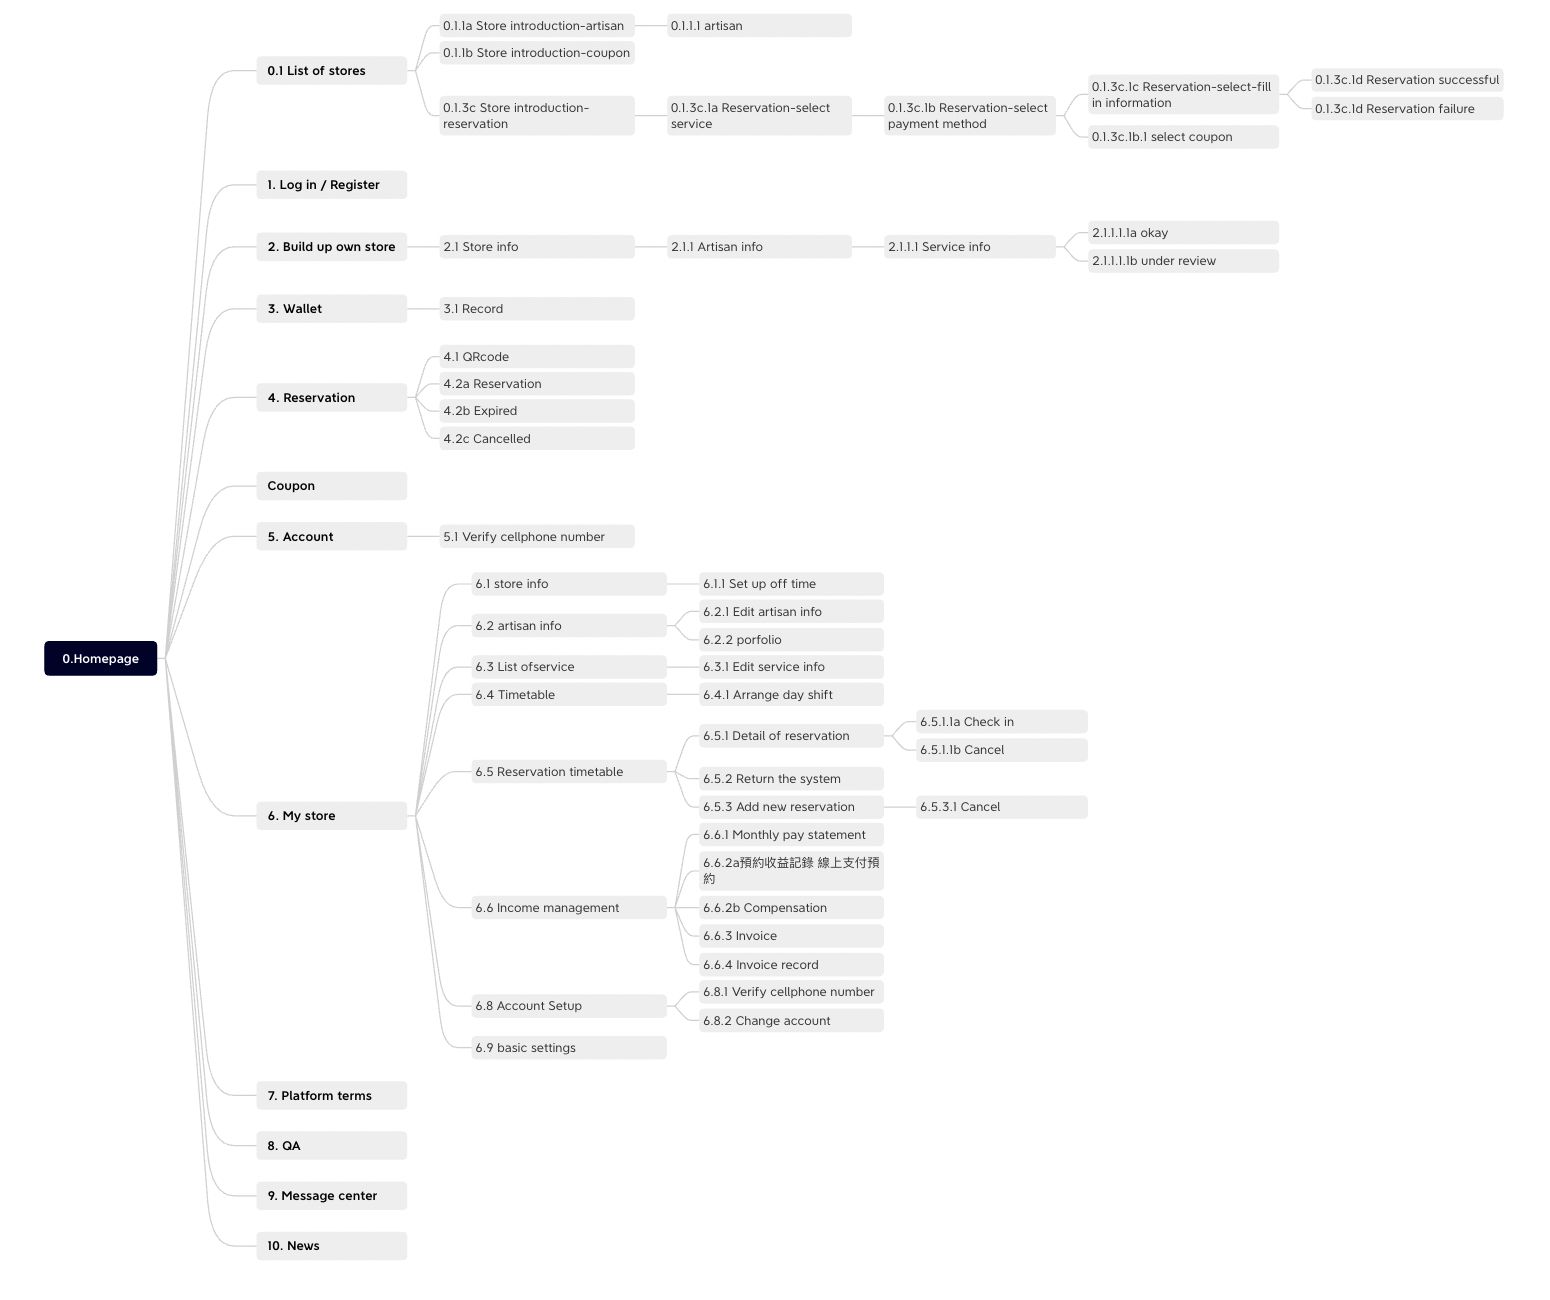 0.Homepage
0.1 List of stores
0.1.1a Store introduction-artisan
0.1.1.1 artisan
0.1.1b Store introduction-coupon
0.1.3c Store introduction-
reservation
0.1.3c.1a Reservation-select
service
0.1.3c.1b Reservation-select
payment method
0.1.3c.1c Reservation-select-fill
in information
0.1.3c.1d Reservation successful
0.1.3c.1d Reservation failure
0.1.3c.1b.1 select coupon
1. Log in / Register
2. Build up own store
2.1 Store info
2.1.1 Artisan info
2.1.1.1 Service info
2.1.1.1.1a okay
2.1.1.1.1b under review
3. Wallet
3.1 Record
4. Reservation
4.1 QRcode
4.2a Reservation
4.2b Expired
4.2c Cancelled
Coupon
5. Account
5.1 Verify cellphone number
6. My store
6.1 store info
6.1.1 Set up off time
6.2 artisan info
6.2.1 Edit artisan info
6.2.2 porfolio
6.3 List ofservice
6.3.1 Edit service info
6.4 Timetable
6.4.1 Arrange day shift
6.5 Reservation timetable
6.5.1 Detail of reservation
6.5.1.1a Check in
6.5.1.1b Cancel
6.5.2 Return the system
6.5.3 Add new reservation
6.5.3.1 Cancel
6.6 Income management
6.6.1 Monthly pay statement
6.6.2a預約收益記錄 線上支付預
約
6.6.2b Compensation
6.6.3 Invoice
6.6.4 Invoice record
6.8 Account Setup
6.8.1 Verify cellphone number
6.8.2 Change account
6.9 basic settings
7. Platform terms
8. QA
9. Message center
10. News